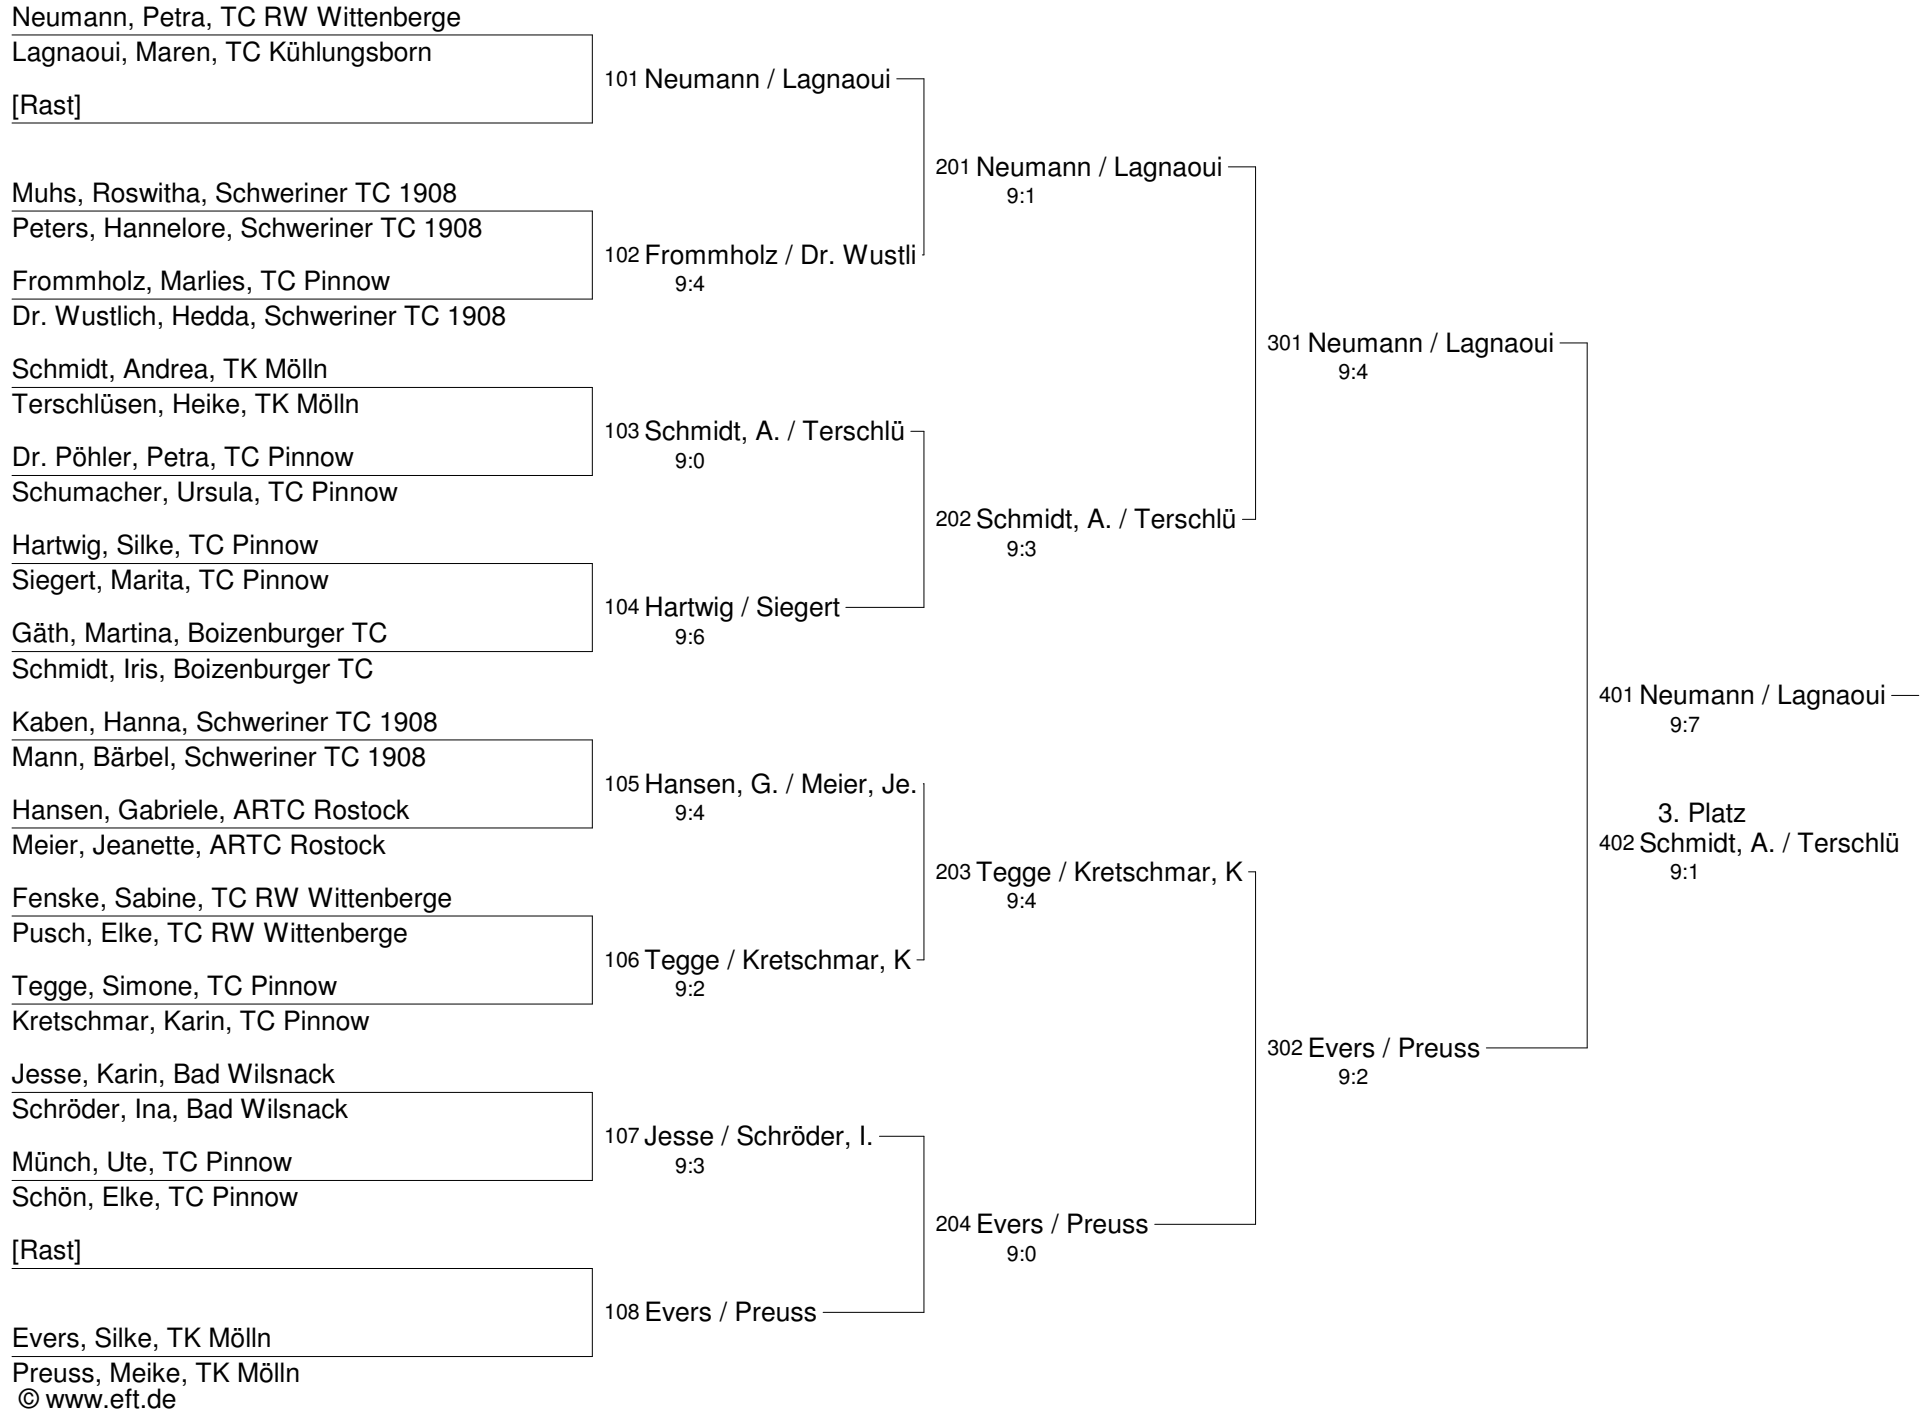 Neumann, Petra, TC RW Wittenberge
Lagnaoui, Maren, TC Kühlungsborn
[Rast]
Muhs, Roswitha, Schweriner TC 1908
Peters, Hannelore, Schweriner TC 1908
Frommholz, Marlies, TC Pinnow
Dr. Wustlich, Hedda, Schweriner TC 1908
Schmidt, Andrea, TK Mölln
Terschlüsen, Heike, TK Mölln
Dr. Pöhler, Petra, TC Pinnow
Schumacher, Ursula, TC Pinnow
Hartwig, Silke, TC Pinnow
Siegert, Marita, TC Pinnow
Gäth, Martina, Boizenburger TC
Schmidt, Iris, Boizenburger TC
Kaben, Hanna, Schweriner TC 1908
Mann, Bärbel, Schweriner TC 1908
Hansen, Gabriele, ARTC Rostock
Meier, Jeanette, ARTC Rostock
Fenske, Sabine, TC RW Wittenberge
Pusch, Elke, TC RW Wittenberge
Tegge, Simone, TC Pinnow
Kretschmar, Karin, TC Pinnow
Jesse, Karin, Bad Wilsnack
Schröder, Ina, Bad Wilsnack
Münch, Ute, TC Pinnow
Schön, Elke, TC Pinnow
[Rast]
Evers, Silke, TK Mölln
Preuss, Meike, TK Mölln
© www.eft.de
101 Neumann / Lagnaoui
102 Frommholz / Dr. Wustli
9:4
103 Schmidt, A. / Terschlü
9:0
104 Hartwig / Siegert
9:6
105 Hansen, G. / Meier, Je.
9:4
106 Tegge / Kretschmar, K
9:2
107 Jesse / Schröder, I.
9:3
108 Evers / Preuss
201 Neumann / Lagnaoui
9:1
202 Schmidt, A. / Terschlü
9:3
203 Tegge / Kretschmar, K
9:4
204 Evers / Preuss
9:0
301 Neumann / Lagnaoui
9:4
302 Evers / Preuss
9:2
401 Neumann / Lagnaoui
9:7
3. Platz
402 Schmidt, A. / Terschlü
9:1